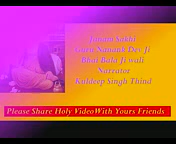 Janam Sakhi
Guru Naanak Dev Ji
Bhai Bala Ji wali
Narrator
Kuldeep Singh Thind
Please Share Holy VideoWith Yours Friends